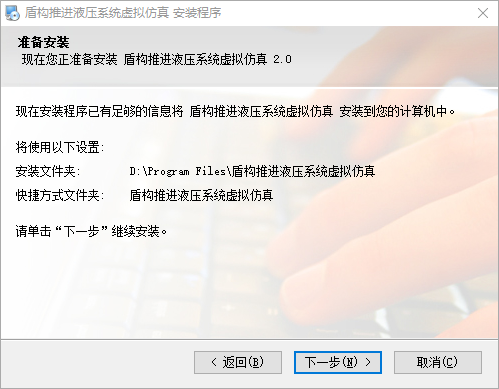 盾构推进液压系统虚拟仿真 安装程序
准备安装
现在您正准备安装 盾构推进液压系统虚拟仿真 2.0
现在安装程序已有足够的信息将 盾构推进液压系统虚拟仿真 安装到您的计算机中。
将使用以下设置:
安装文件夹: D:\Program Files\盾构推进液压系统虚拟仿真
快捷方式文件夹: 盾构推进液压系统虚拟仿真
请单击“下一步”继续安装。
< 返回(B) 下一步(N) > 取消(C)